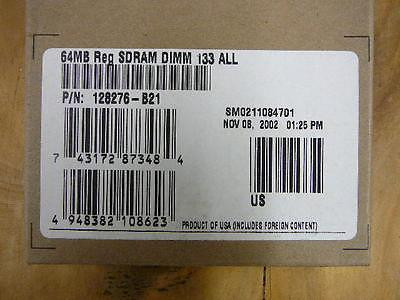 64MB Reg SDRAM DIMM 133 ALL
P/N: 128276-B21
SM0211084701
NOV 08, 2002 01:25 PM
7 43172 87348 4
US
4 948382 108623
PRODUCT OF USA (INCLUDES FOREIGN CONTENT)